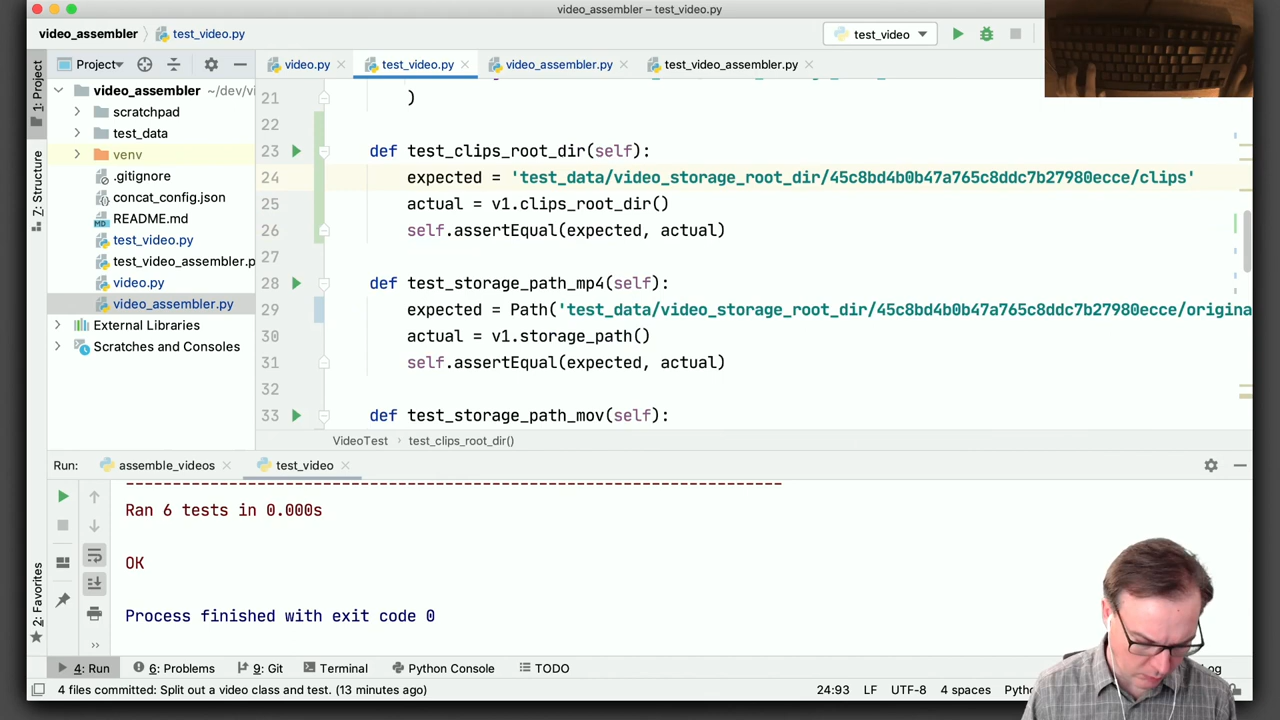 video_assembler – test_video.py
video_assembler
test_video.py
test_video
1: Project
Project
video.py
test_video.py
video_assembler.py
test_video_assembler.py
video_assembler ~/dev/vi
scratchpad
test_data
venv
.gitignore
concat_config.json
README.md
test_video.py
test_video_assembler.p
video.py
video_assembler.py
External Libraries
Scratches and Consoles
Z: Structure
2: Favorites
21 )
22
23 def test_clips_root_dir(self):
24 expected = 'test_data/video_storage_root_dir/45c8bd4b0b47a765c8ddc7b27980ecce/clips'
25 actual = v1.clips_root_dir()
26 self.assertEqual(expected, actual)
27
28 def test_storage_path_mp4(self):
29 expected = Path('test_data/video_storage_root_dir/45c8bd4b0b47a765c8ddc7b27980ecce/origina
30 actual = v1.storage_path()
31 self.assertEqual(expected, actual)
32
33 def test_storage_path_mov(self):
VideoTest › test_clips_root_dir()
Run: assemble_videos test_video
Ran 6 tests in 0.000s
OK
Process finished with exit code 0
4: Run 6: Problems 9: Git Terminal Python Console TODO
4 files committed: Split out a video class and test. (13 minutes ago) 24:93 LF UTF-8 4 spaces